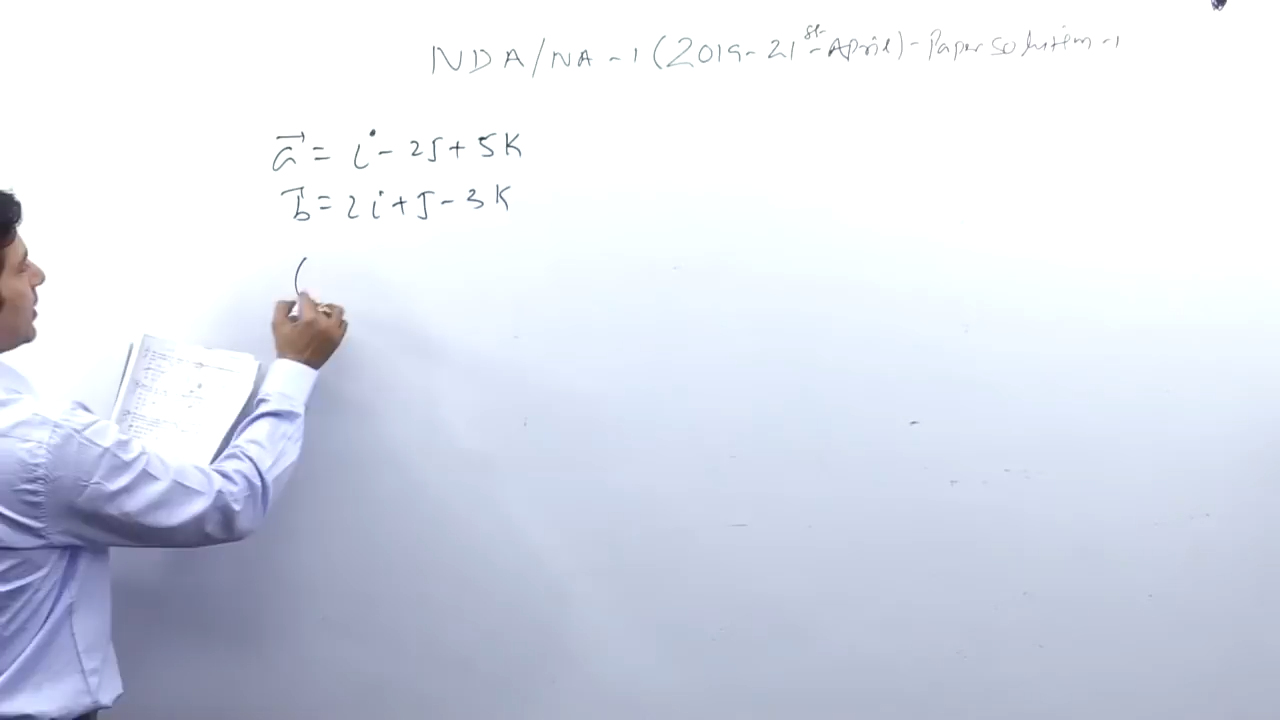 NDA/NA-1 (2019-21st-April)-Paper solution-1
a⃗ = i - 2j + 5k
b⃗ = 2i + j - 3k
(